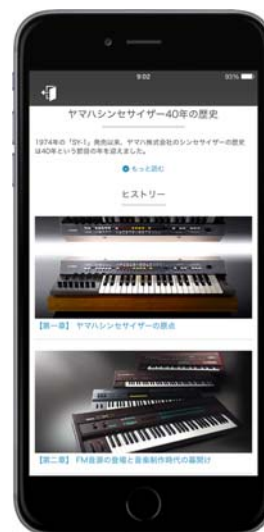 9:02
93%
ヤマハシンセサイザー40年の歴史
1974年の「SY-1」発売以来、ヤマハ株式会社のシンセサイザーの歴史
は40年という節目の年を迎えました。
もっと読む
ヒストリー
【第一章】 ヤマハシンセサイザーの原点
【第二章】 FM音源の登場と音楽制作時代の幕開け